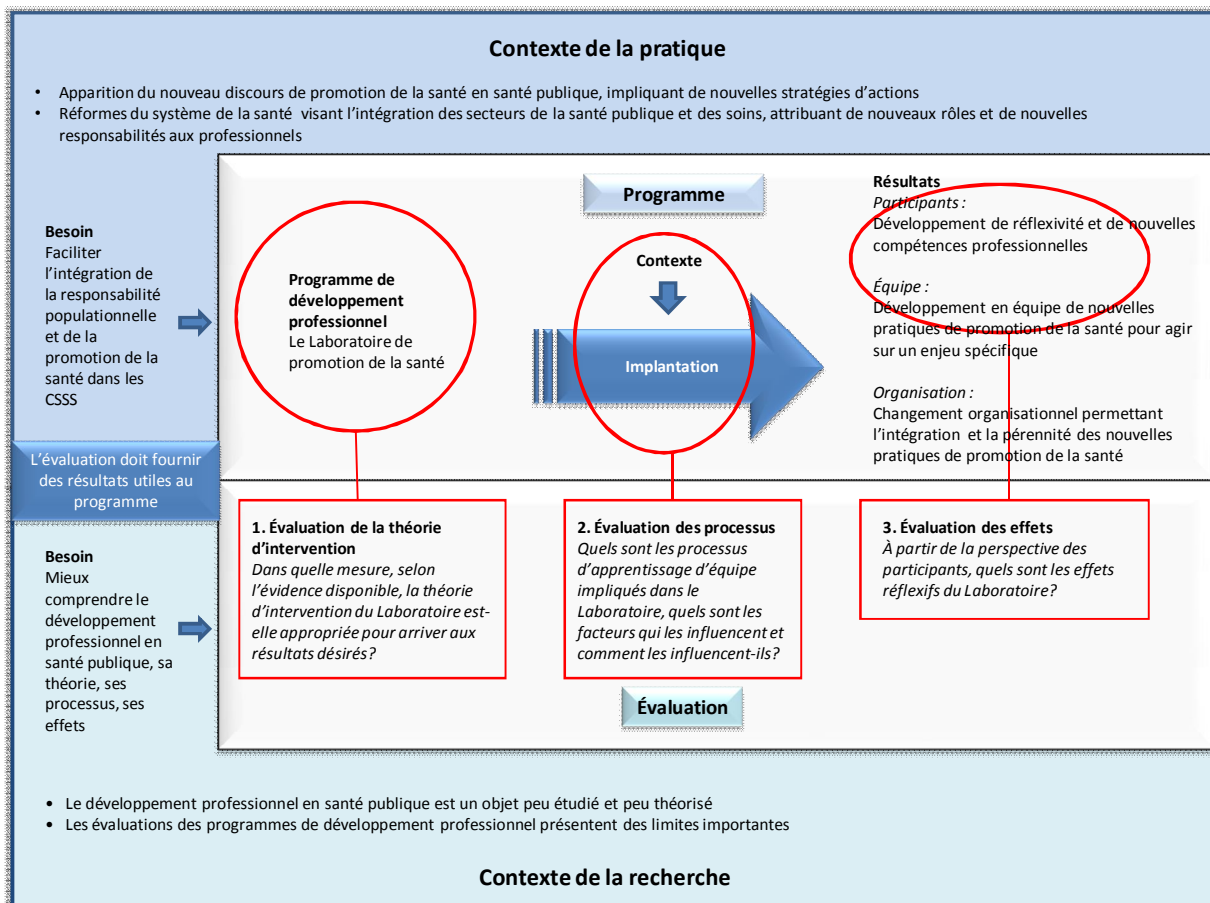 Contexte de la pratique
• Apparition du nouveau discours de promotion de la santé en santé publique, impliquant de nouvelles stratégies d'actions
• Réformes du système de la santé visant l'intégration des secteurs de la santé publique et des soins, attribuant de nouveaux rôles et de nouvelles
responsabilités aux professionnels
Besoin
Faciliter
l'intégration de
la responsabilité
populationnelle
et de la
promotion de la
santé dans les
CSSS
Programme de
développement
professionnel
Le Laboratoire de
promotion de la santé
Programme
Contexte
Implantation
Résultats
Participants :
Développement de réflexivité et de nouvelles
compétences professionnelles
Équipe :
Développement en équipe de nouvelles
pratiques de promotion de la santé pour agir
sur un enjeu spécifique
Organisation :
Changement organisationnel permettant
l'intégration et la pérennité des nouvelles
pratiques de promotion de la santé
L'évaluation doit fournir
des résultats utiles au
programme
Besoin
Mieux
comprendre le
développement
professionnel en
santé publique, sa
théorie, ses
processus, ses
effets
1. Évaluation de la théorie
d'intervention
Dans quelle mesure, selon
l'évidence disponible, la théorie
d'intervention du Laboratoire est-
elle appropriée pour arriver aux
résultats désirés?
2. Évaluation des processus
Quels sont les processus
d'apprentissage d'équipe
impliqués dans le
Laboratoire, quels sont les
facteurs qui les influencent et
comment les influencent-ils?
3. Évaluation des effets
À partir de la perspective des
participants, quels sont les effets
réflexifs du Laboratoire?
Évaluation
• Le développement professionnel en santé publique est un objet peu étudié et peu théorisé
• Les évaluations des programmes de développement professionnel présentent des limites importantes
Contexte de la recherche